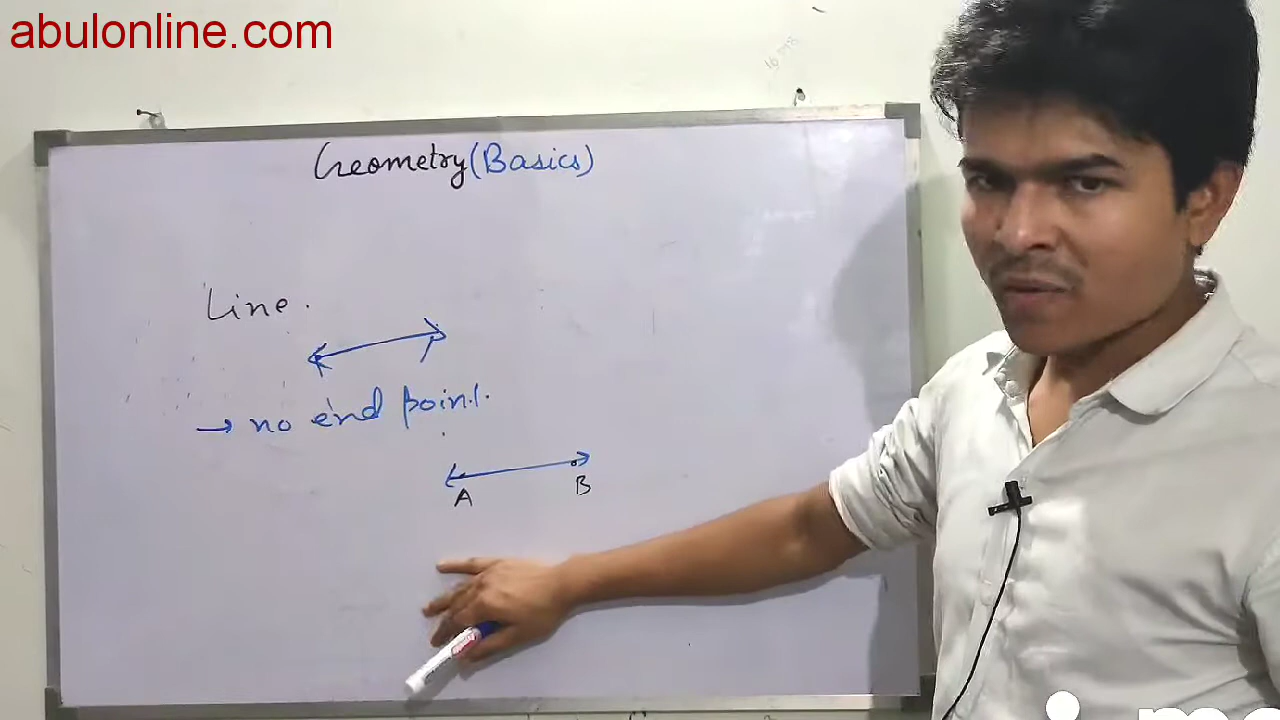 abulonline.com
Geometry(Basics)
Line.
→ no end point.
A B